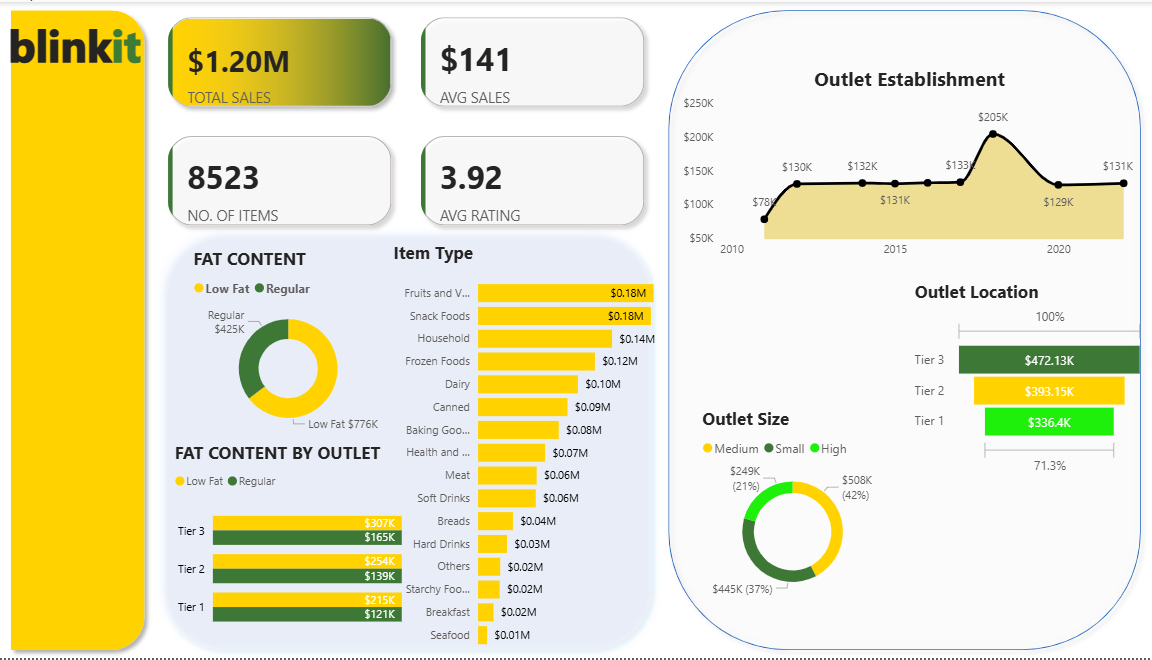 blinkit
$1.20M
TOTAL SALES
$141
AVG SALES
8523
NO. OF ITEMS
3.92
AVG RATING
FAT CONTENT
Low Fat Regular
Regular
$425K
Low Fat $776K
FAT CONTENT BY OUTLET
Low Fat Regular
Tier 3
$307K
$165K
Tier 2
$254K
$139K
Tier 1
$215K
$121K
Item Type
Fruits and V... $0.18M
Snack Foods $0.18M
Household $0.14M
Frozen Foods $0.12M
Dairy $0.10M
Canned $0.09M
Baking Goo... $0.08M
Health and ... $0.07M
Meat $0.06M
Soft Drinks $0.06M
Breads $0.04M
Hard Drinks $0.03M
Others $0.02M
Starchy Foo... $0.02M
Breakfast $0.02M
Seafood $0.01M
Outlet Establishment
$250K
$200K
$150K
$100K
$50K
$78K
$130K
$132K
$131K
$133K
$205K
$129K
$131K
2010 2015 2020
Outlet Location
100%
Tier 3 $472.13K
Tier 2 $393.15K
Tier 1 $336.4K
71.3%
Outlet Size
Medium Small High
$249K
(21%)
$508K
(42%)
$445K (37%)